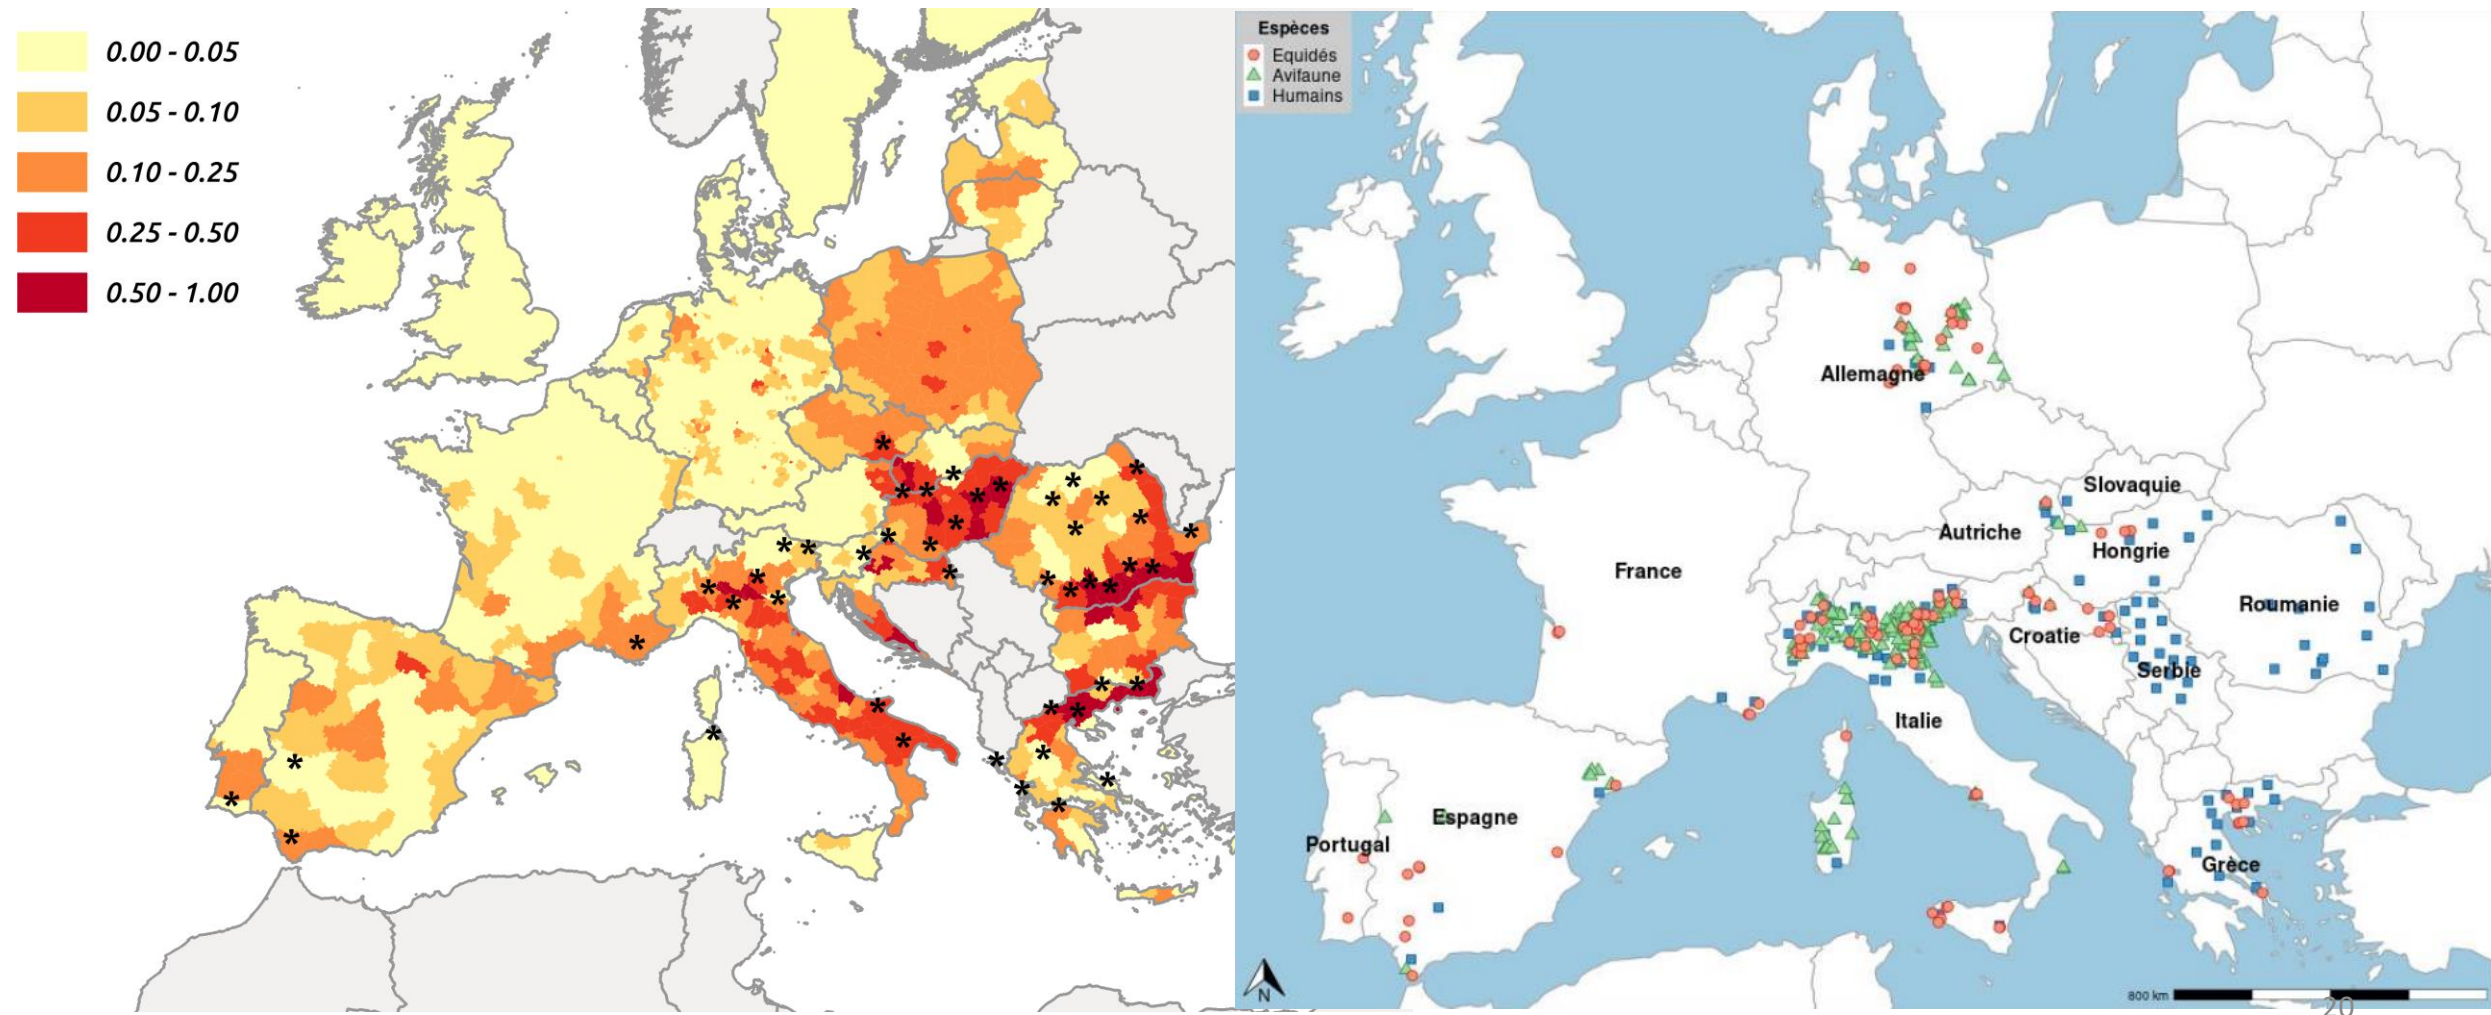 0.00 - 0.05
0.05 - 0.10
0.10 - 0.25
0.25 - 0.50
0.50 - 1.00
Espèces
Equidés
Avifaune
Humains
Allemagne
Slovaquie
Autriche
Hongrie
France
Roumanie
Croatie
Serbie
Italie
Espagne
Portugal
Grèce
N
800 km
20